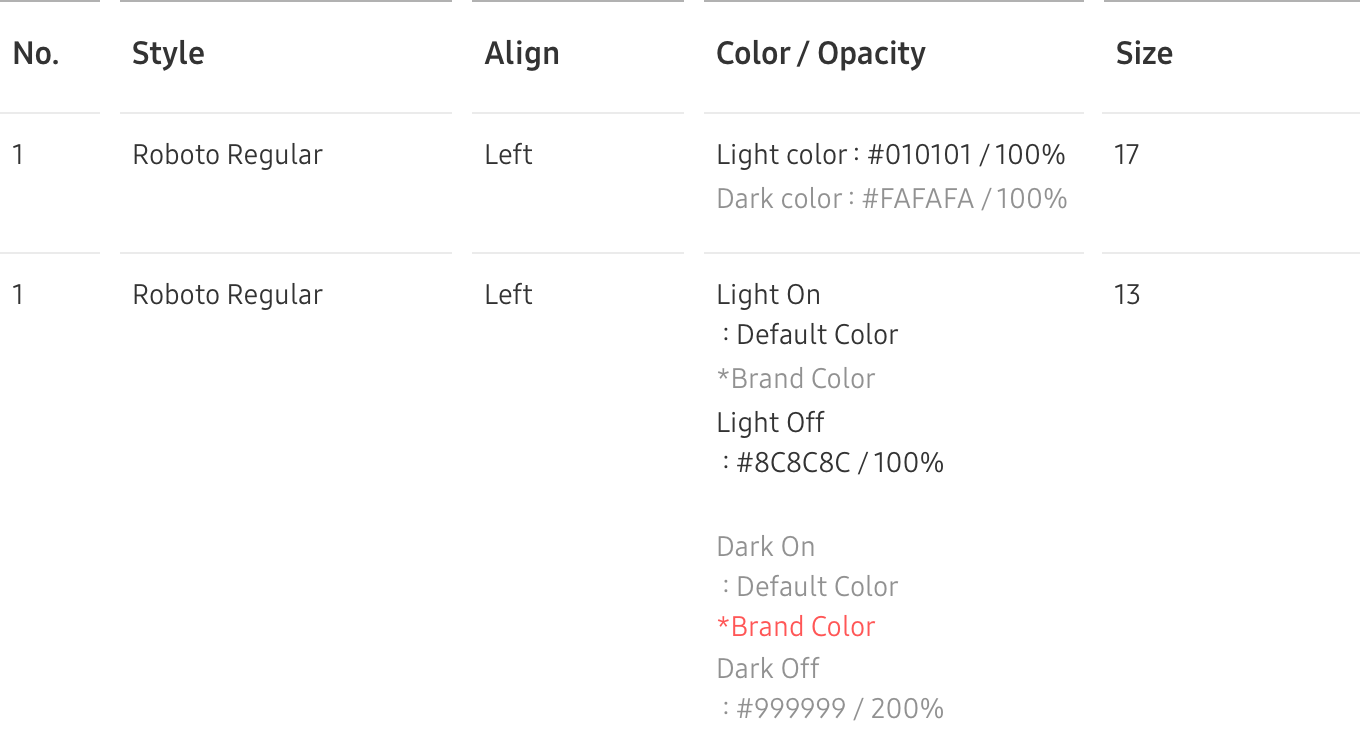 No. Style Align Color / Opacity Size
1 Roboto Regular Left Light color : #010101 / 100% 17
Dark color : #FAFAFA / 100%
1 Roboto Regular Left Light On 13
: Default Color
*Brand Color
Light Off
: #8C8C8C / 100%
Dark On
: Default Color
*Brand Color
Dark Off
: #999999 / 200%